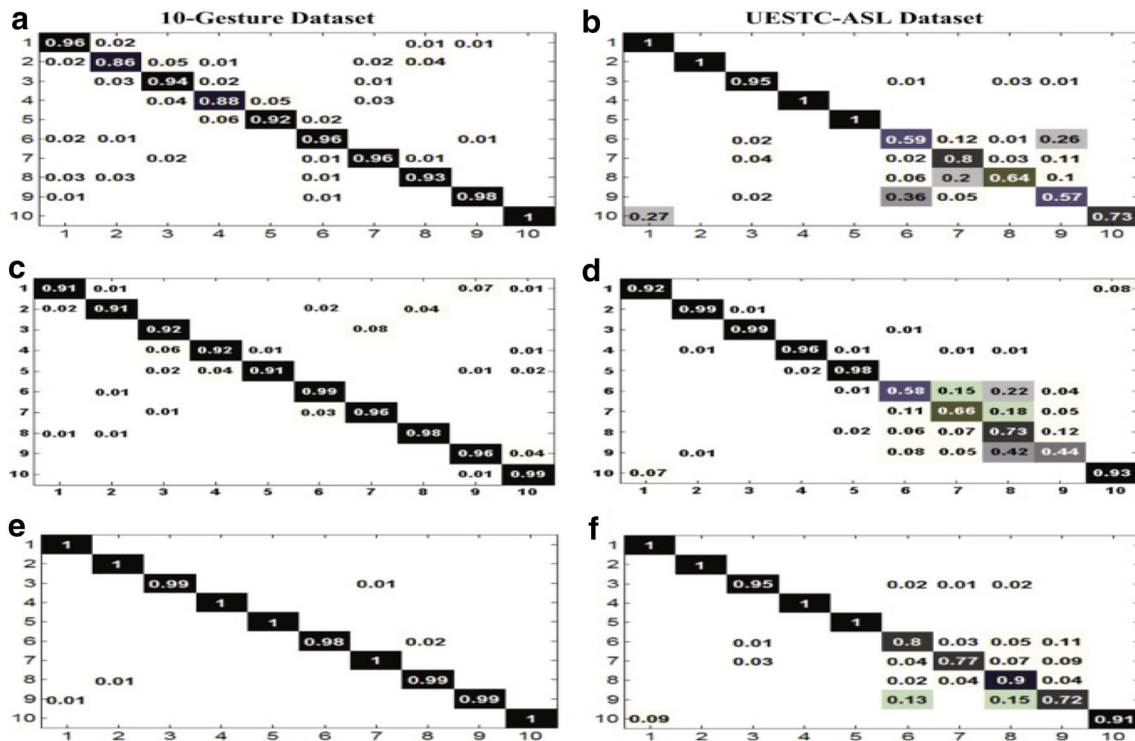 10-Gesture Dataset
UESTC-ASL Dataset
a
1 0.96 0.02 0.01 0.01
2 0.02 0.86 0.05 0.01 0.02 0.04
3 0.03 0.94 0.02 0.01
4 0.04 0.88 0.05 0.03
5 0.06 0.92 0.02
6 0.02 0.01 0.96 0.01
7 0.02 0.01 0.96 0.01
8 0.03 0.03 0.01 0.93
9 0.01 0.01 0.98
10 1
1 2 3 4 5 6 7 8 9 10
b
1 1
2 1
3 0.95 0.01 0.03 0.01
4 1
5 1
6 0.02 0.59 0.12 0.01 0.26
7 0.04 0.02 0.8 0.03 0.11
8 0.06 0.2 0.64 0.1
9 0.02 0.36 0.05 0.57
10 0.27 0.73
1 2 3 4 5 6 7 8 9 10
c
1 0.91 0.01 0.07 0.01
2 0.02 0.91 0.02 0.04
3 0.92 0.08
4 0.06 0.92 0.01 0.01
5 0.02 0.04 0.91 0.01 0.02
6 0.01 0.99
7 0.01 0.03 0.96
8 0.01 0.01 0.98
9 0.96 0.04
10 0.01 0.99
1 2 3 4 5 6 7 8 9 10
d
1 0.92 0.08
2 0.99 0.01
3 0.99 0.01
4 0.01 0.96 0.01 0.01 0.01
5 0.02 0.98
6 0.01 0.58 0.15 0.22 0.04
7 0.11 0.66 0.18 0.05
8 0.02 0.06 0.07 0.73 0.12
9 0.01 0.08 0.05 0.42 0.44
10 0.07 0.93
1 2 3 4 5 6 7 8 9 10
e
1 1
2 1
3 0.99 0.01
4 1
5 1
6 0.98 0.02
7 1
8 0.01 0.99
9 0.01 0.99
10 1
1 2 3 4 5 6 7 8 9 10
f
1 1
2 1
3 0.95 0.02 0.01 0.02
4 1
5 1
6 0.01 0.8 0.03 0.05 0.11
7 0.03 0.04 0.77 0.07 0.09
8 0.02 0.04 0.9 0.04
9 0.13 0.15 0.72
10 0.09 0.91
1 2 3 4 5 6 7 8 9 10